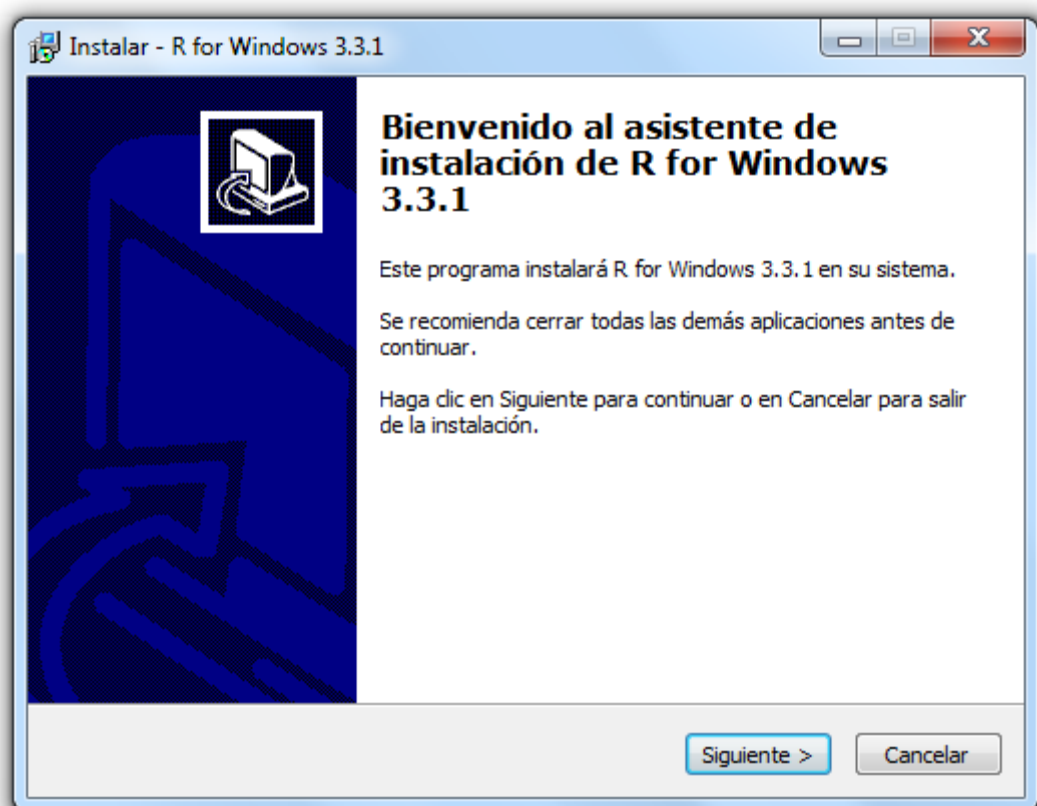 Instalar - R for Windows 3.3.1
Bienvenido al asistente de
instalación de R for Windows
3.3.1
Este programa instalará R for Windows 3.3.1 en su sistema.
Se recomienda cerrar todas las demás aplicaciones antes de
continuar.
Haga clic en Siguiente para continuar o en Cancelar para salir
de la instalación.
Siguiente >
Cancelar